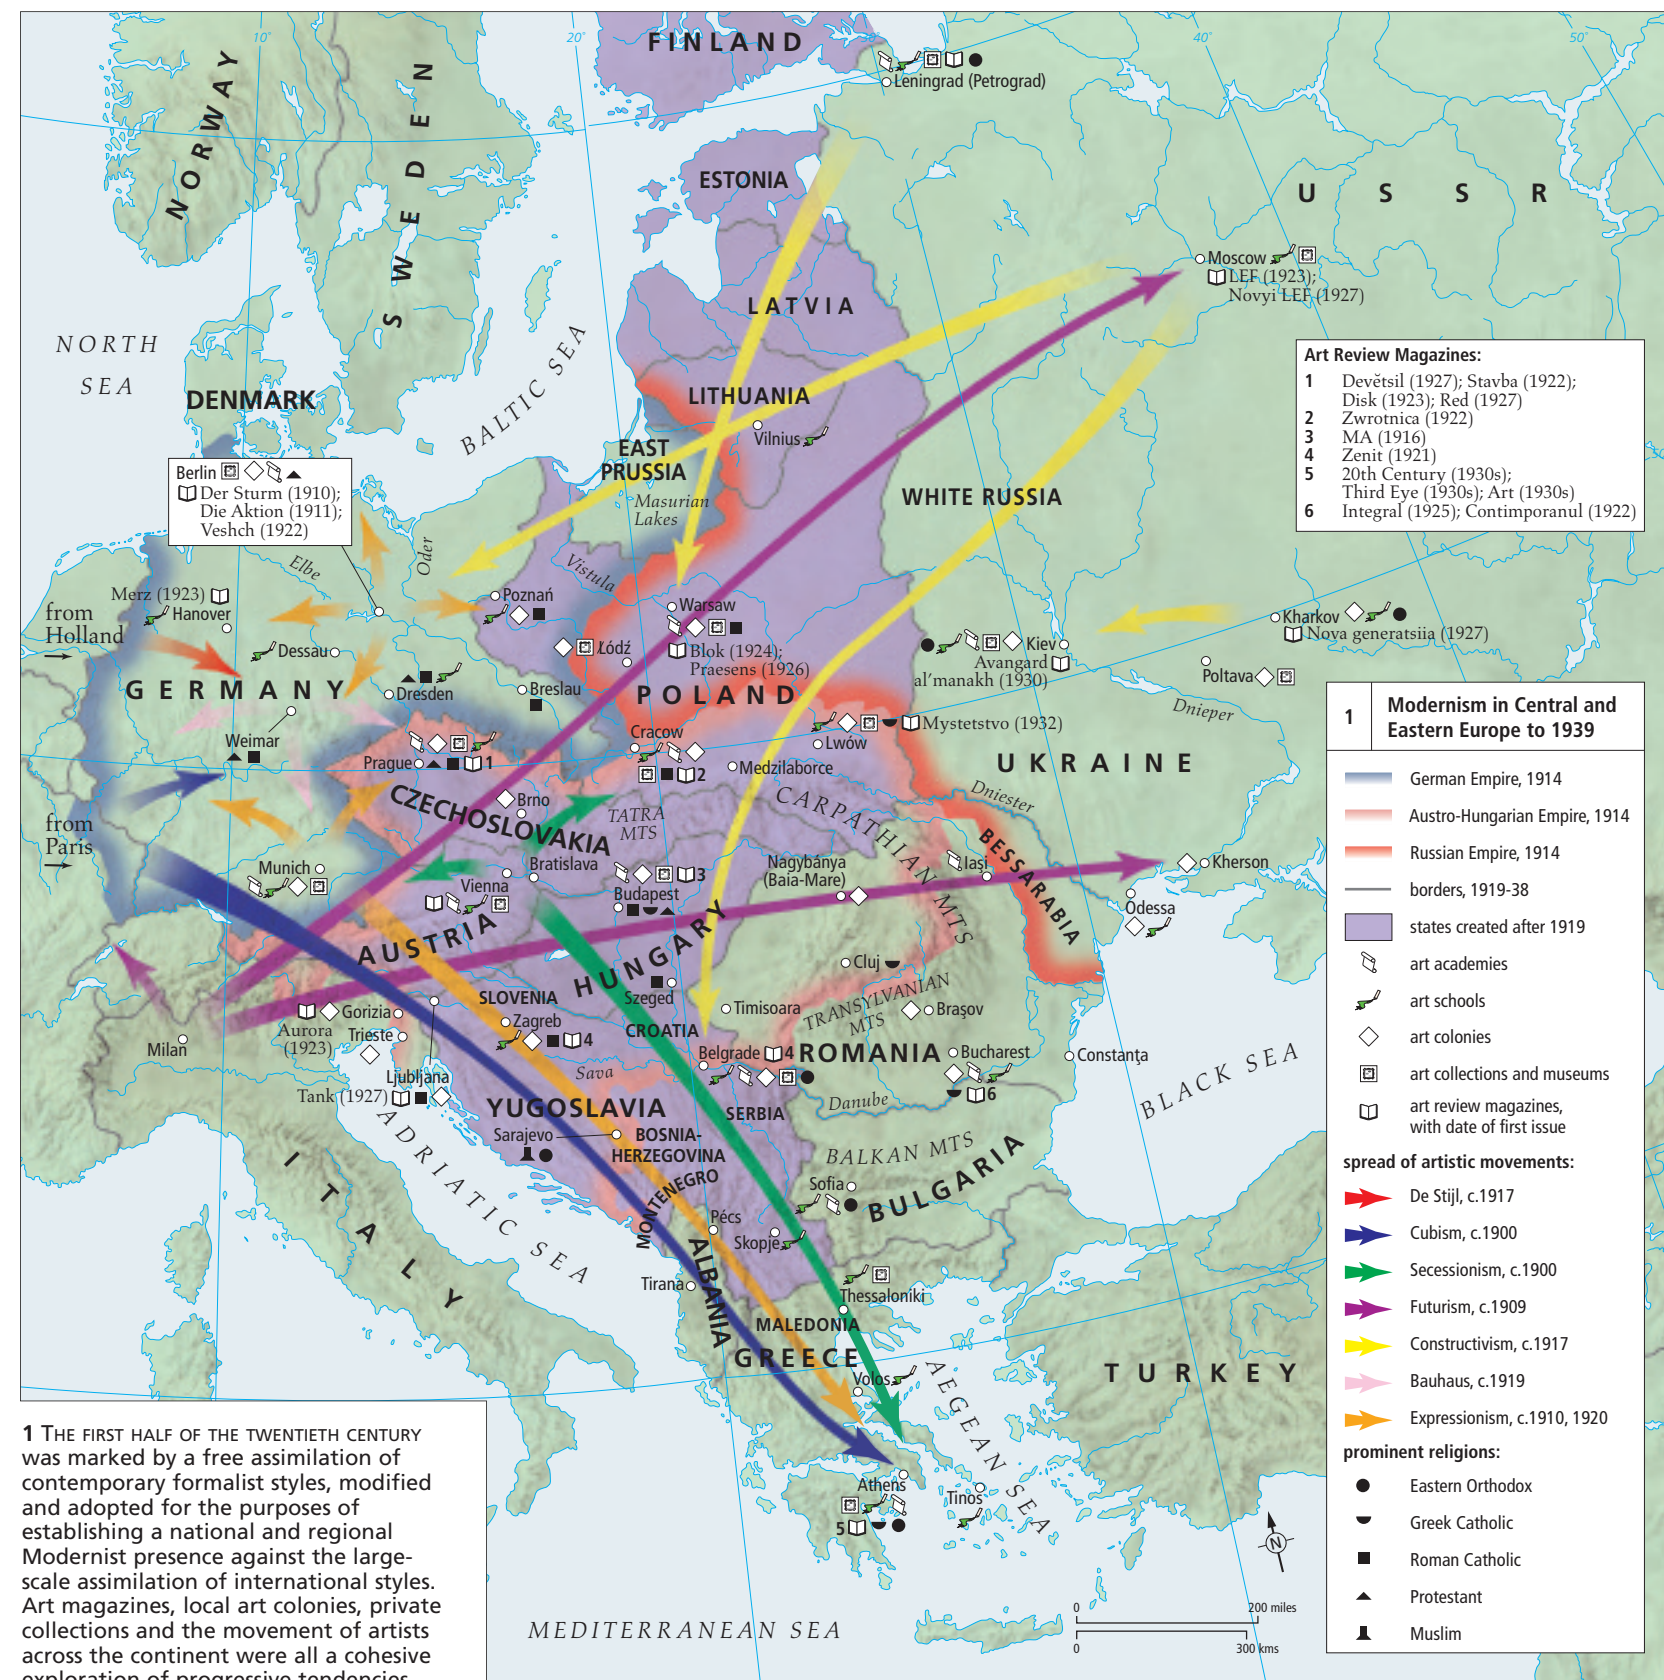 10°
20°
30°
40°
50°
50
NORWAY
SWEDEN
FINLAND
Leningrad (Petrograd)
ESTONIA
U S S R
LATVIA
Moscow
LEF (1923);
Novyi LEF (1927)
NORTH
SEA
DENMARK
BALTIC SEA
LITHUANIA
Vilnius
EAST
PRUSSIA
Masurian
Lakes
WHITE RUSSIA
Art Review Magazines:
1 Devětsil (1927); Stavba (1922);
Disk (1923); Red (1927)
2 Zwrotnica (1922)
3 MA (1916)
4 Zenit (1921)
5 20th Century (1930s);
Third Eye (1930s); Art (1930s)
6 Integral (1925); Contimporanul (1922)
Berlin
Der Sturm (1910);
Die Aktion (1911);
Veshch (1922)
Elbe
Oder
Vistula
Merz (1923)
Hanover
from
Holland
Dessau
Poznań
Warsaw
Blok (1924);
Praesens (1926)
Łódź
Kiev
Avangard
al'manakh (1930)
Kharkov
Nova generatsiia (1927)
Poltava
Dnieper
GERMANY
Dresden
Breslau
POLAND
Weimar
Prague
1
Cracow
2
Lwów
Mystetstvo (1932)
Medzilaborce
UKRAINE
Dniester
from
Paris
CZECHOSLOVAKIA
Brno
TATRA
MTS
CARPATHIAN MTS
BESSARABIA
Munich
Vienna
Bratislava
Budapest
3
Nagybánya
(Baia-Mare)
Iaşi
Kherson
Odessa
AUSTRIA
HUNGARY
Szeged
Cluj
TRANSYLVANIAN
MTS
Braşov
SLOVENIA
Zagreb
4
CROATIA
Timisoara
Gorizia
Aurora
(1923)
Trieste
Milan
Ljubljana
Tank (1927)
Sava
Belgrade
4
ROMANIA
Bucharest
6
Constanţa
Danube
BLACK SEA
YUGOSLAVIA
SERBIA
Sarajevo
BOSNIA-
HERZEGOVINA
MONTENEGRO
BALKAN MTS
BULGARIA
Sofia
ITALY
ADRIATIC SEA
Pécs
Skopje
Tirana
ALBANIA
Thessaloniki
MALEDONIA
GREECE
Volos
AEGEAN SEA
TURKEY
Athens
5
Tinos
MEDITERRANEAN SEA
N
0 200 miles
0 300 kms
1 Modernism in Central and
Eastern Europe to 1939
German Empire, 1914
Austro-Hungarian Empire, 1914
Russian Empire, 1914
borders, 1919-38
states created after 1919
art academies
art schools
art colonies
art collections and museums
art review magazines,
with date of first issue
spread of artistic movements:
De Stijl, c.1917
Cubism, c.1900
Secessionism, c.1900
Futurism, c.1909
Constructivism, c.1917
Bauhaus, c.1919
Expressionism, c.1910, 1920
prominent religions:
Eastern Orthodox
Greek Catholic
Roman Catholic
Protestant
Muslim
1 THE FIRST HALF OF THE TWENTIETH CENTURY
was marked by a free assimilation of
contemporary formalist styles, modified
and adopted for the purposes of
establishing a national and regional
Modernist presence against the large-
scale assimilation of international styles.
Art magazines, local art colonies, private
collections and the movement of artists
across the continent were all a cohesive
exploration of progressive tendencies